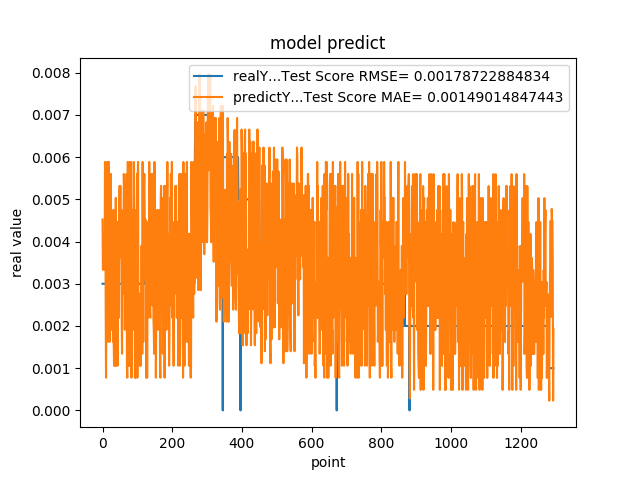 model predict
realY...Test Score RMSE= 0.00178722884834
predictY...Test Score MAE= 0.00149014847443
0.008
0.007
0.006
0.005
0.004
0.003
0.002
0.001
0.000
real value
0 200 400 600 800 1000 1200
point